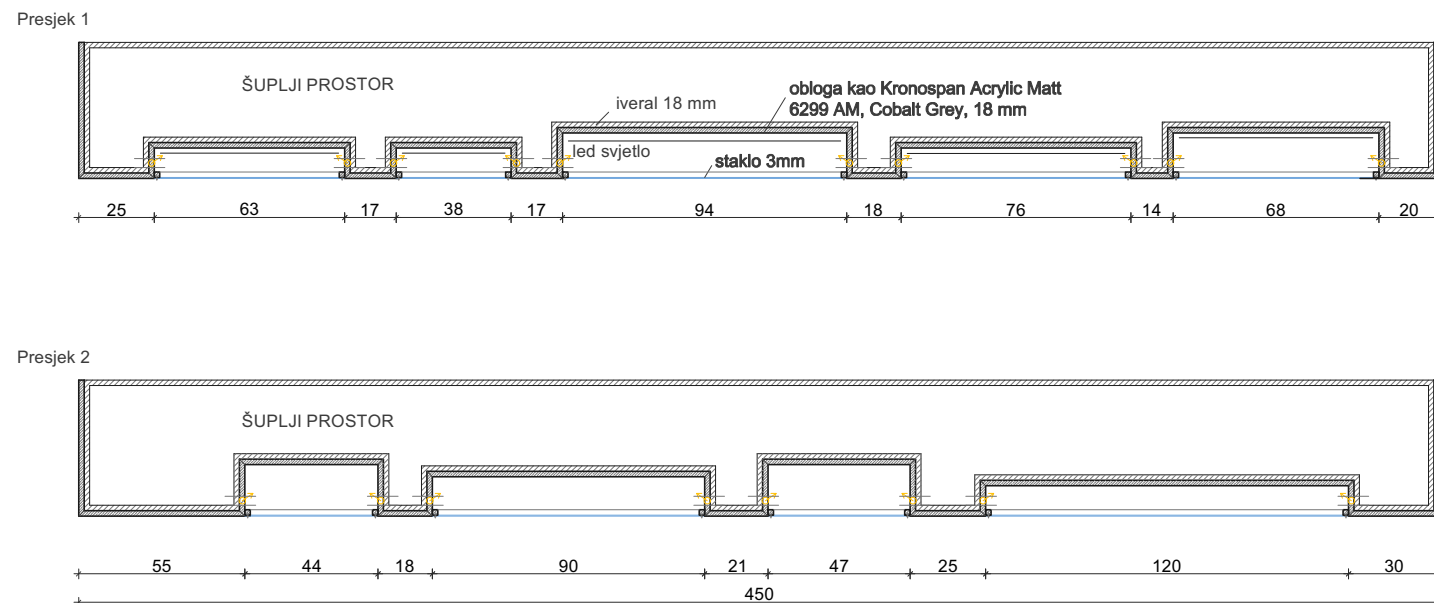 Presjek 1
ŠUPLJI PROSTOR
iveral 18 mm
obloga kao Kronospan Acrylic Matt
6299 AM, Cobalt Grey, 18 mm
led svjetlo
staklo 3mm
25 63 17 38 17 94 18 76 14 68 20
Presjek 2
ŠUPLJI PROSTOR
55 44 18 90 21 47 25 120 30
450